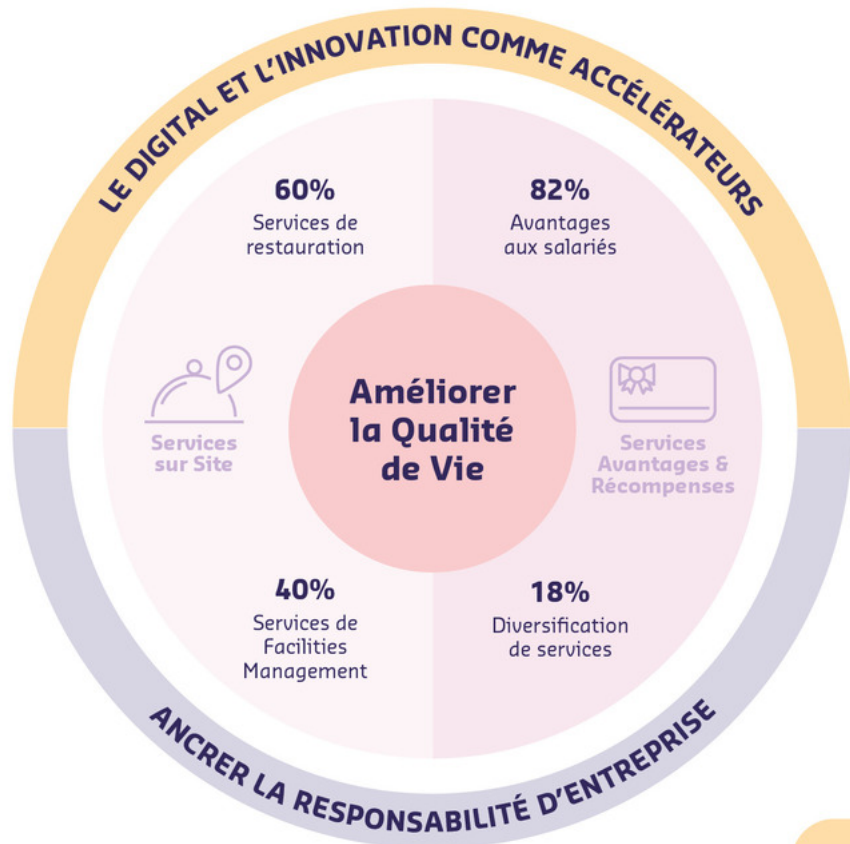 LE DIGITAL ET L'INNOVATION COMME ACCÉLÉRATEURS
60%
Services de
restauration
82%
Avantages
aux salariés
Services
sur Site
Améliorer
la Qualité
de Vie
Services
Avantages &
Récompenses
40%
Services de
Facilities
Management
18%
Diversification
de services
ANCRER LA RESPONSABILITÉ D'ENTREPRISE